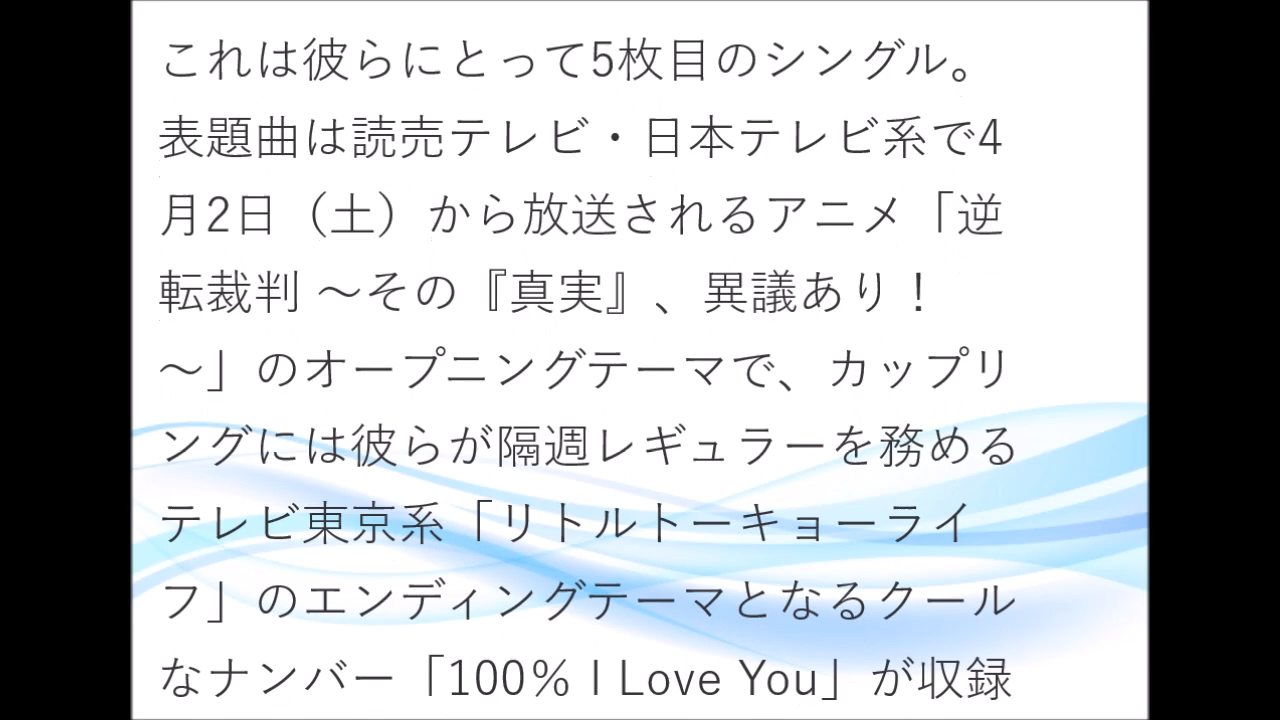 これは彼らにとって5枚目のシングル。
表題曲は読売テレビ・日本テレビ系で4
月2日（土）から放送されるアニメ「逆
転裁判 ～その『真実』、異議あり！
～」のオープニングテーマで、カップリ
ングには彼らが隔週レギュラーを務める
テレビ東京系「リトルトーキョーライ
フ」のエンディングテーマとなるクール
なナンバー「100％ I Love You」が収録